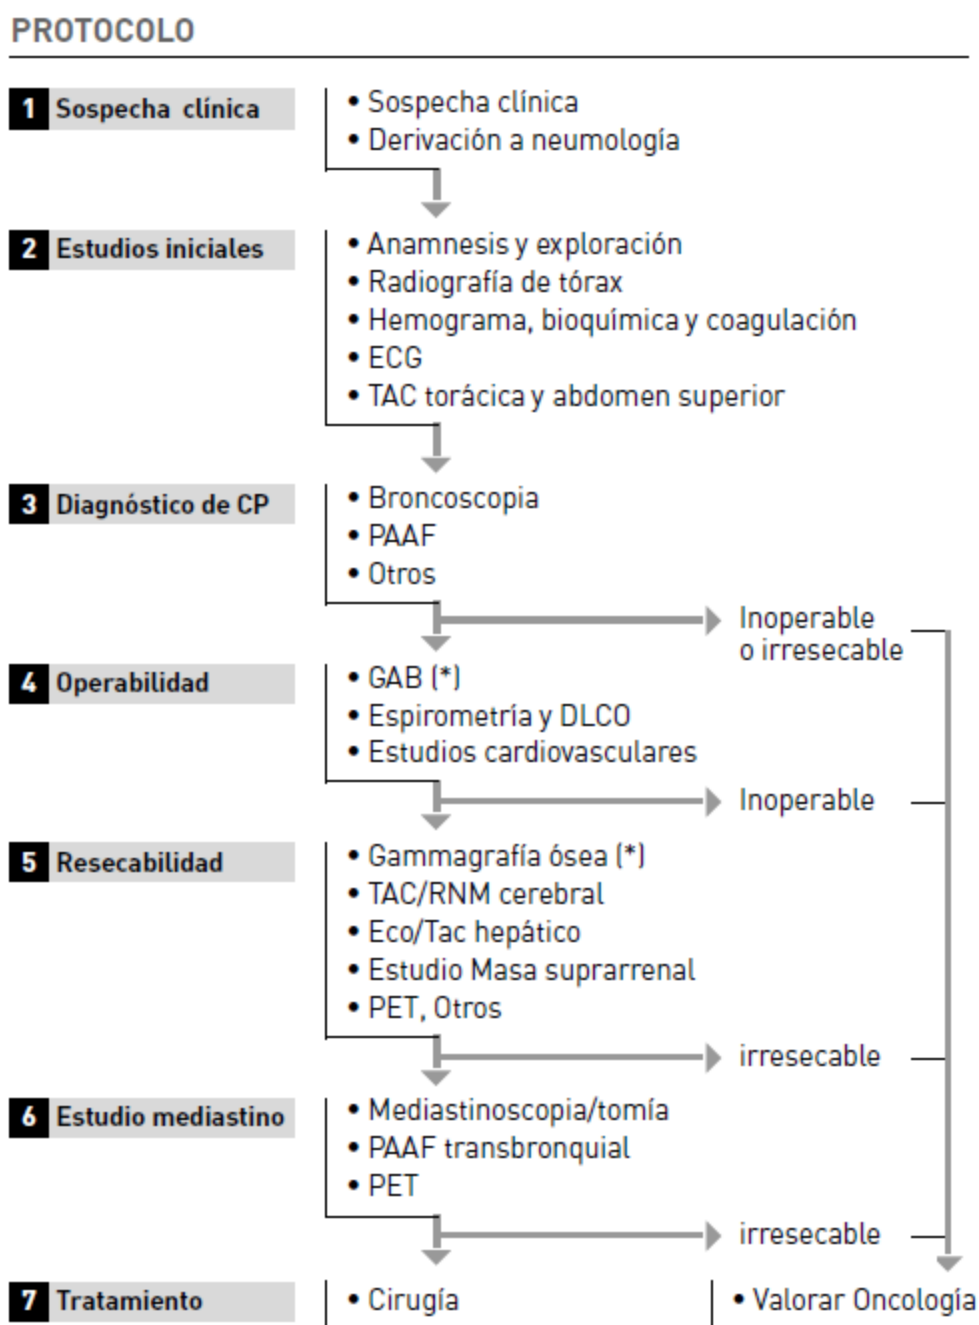 PROTOCOLO
1 Sospecha clínica
• Sospecha clínica
• Derivación a neumología
2 Estudios iniciales
• Anamnesis y exploración
• Radiografía de tórax
• Hemograma, bioquímica y coagulación
• ECG
• TAC torácica y abdomen superior
3 Diagnóstico de CP
• Broncoscopia
• PAAF
• Otros
Inoperable
o irresecable
4 Operabilidad
• GAB (*)
• Espirometría y DLCO
• Estudios cardiovasculares
Inoperable
5 Resecabilidad
• Gammagrafía ósea (*)
• TAC/RNM cerebral
• Eco/Tac hepático
• Estudio Masa suprarrenal
• PET, Otros
irresecable
6 Estudio mediastino
• Mediastinoscopia/tomía
• PAAF transbronquial
• PET
irresecable
7 Tratamiento
• Cirugía
• Valorar Oncología